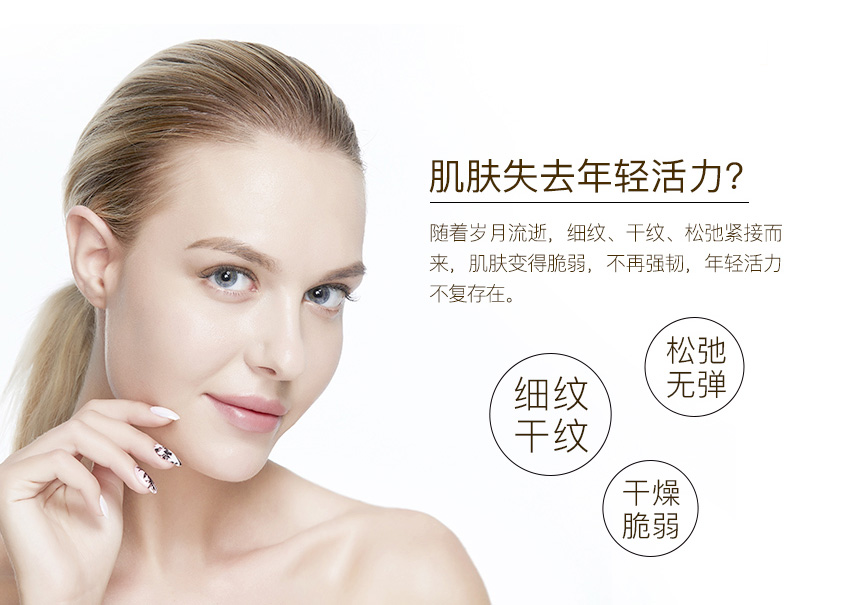 肌肤失去年轻活力?
随着岁月流逝，细纹、干纹、松弛紧接而
来，肌肤变得脆弱，不再强韧，年轻活力
不复存在。
松弛
无弹
细纹
干纹
干燥
脆弱